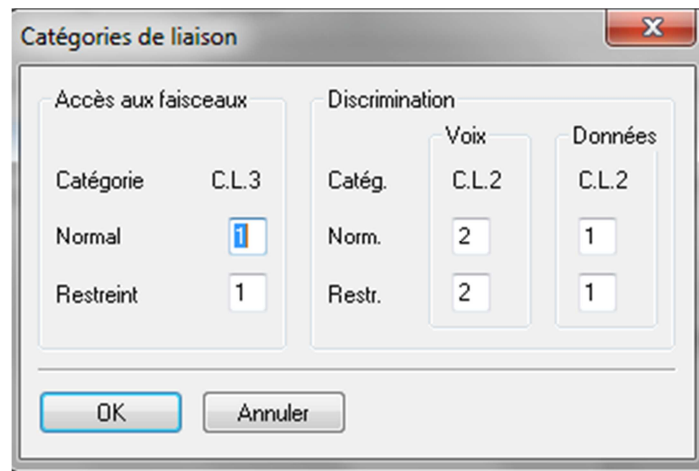 Catégories de liaison
Accès aux faisceaux
Catégorie C.L.3
Normal 1
Restreint 1
Discrimination
Voix Données
Catég. C.L.2 C.L.2
Norm. 2 1
Restr. 2 1
OK Annuler